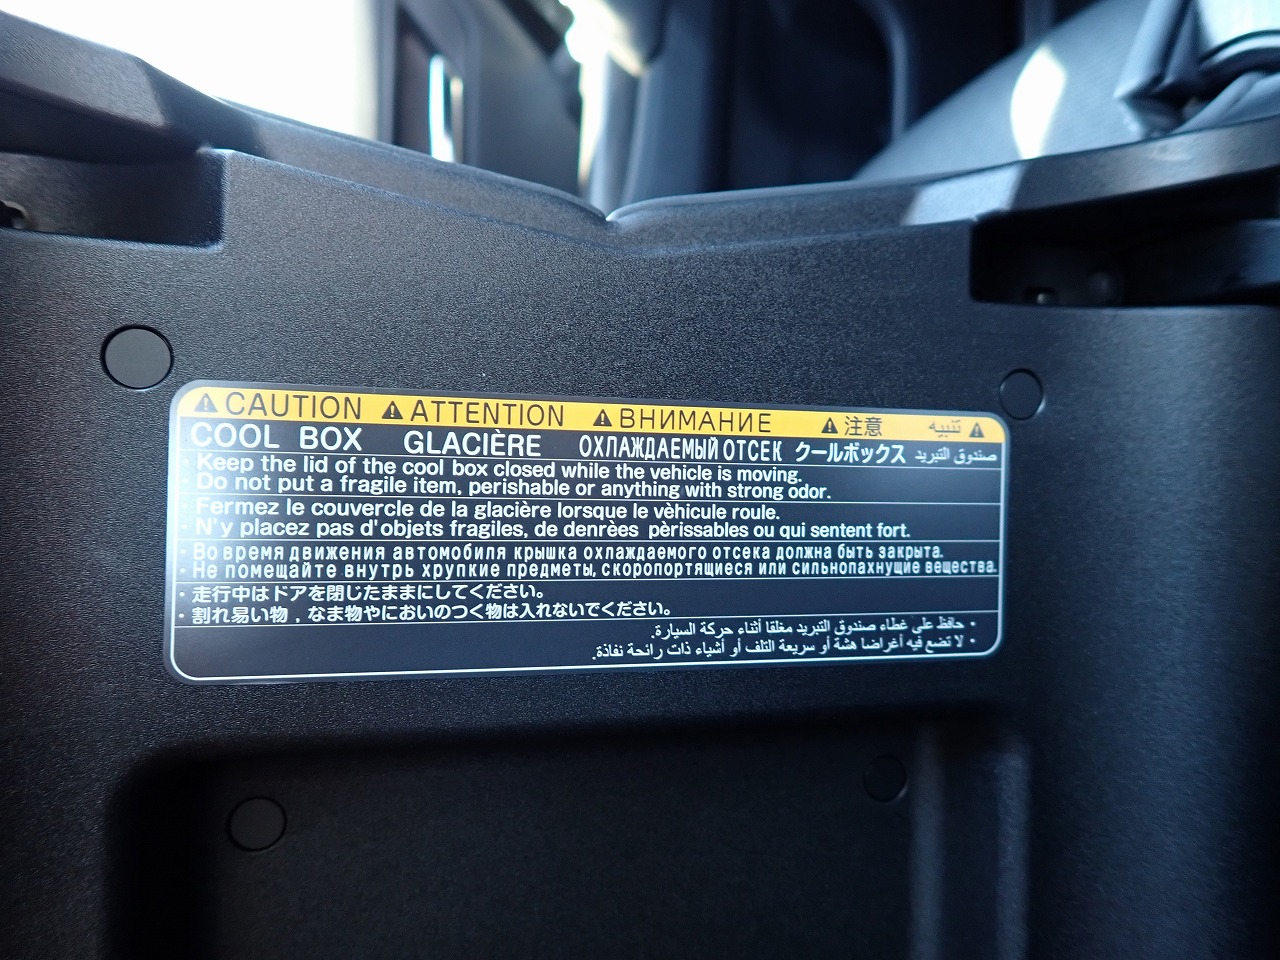 ⚠ CAUTION ⚠ ATTENTION ⚠ ВНИМАНИЕ ⚠ 注意 ⚠ تنبيه
COOL BOX GLACIÈRE ОХЛАЖДАЕМЫЙ ОТСЕК クールボックス صندوق التبريد
· Keep the lid of the cool box closed while the vehicle is moving.
· Do not put a fragile item, perishable or anything with strong odor.
· Fermez le couvercle de la glacière lorsque le vèhicule roule.
· N'y placez pas d'objets fragiles, de denrèes pèrissables ou qui sentent fort.
· Во время движения автомобиля крышка охлаждаемого отсека должна быть закрыта.
· Не помещайте внутрь хрупкие предметы, скоропортящиеся или сильнопахнущие вещества.
· 走行中はドアを閉じたままにしてください。
· 割れ易い物，なま物やにおいのつく物は入れないでください。
· حافظ على غطاء صندوق التبريد مغلقا أثناء حركة السيارة.
· لا تضع فيه أغراضا هشة أو سريعة التلف أو أشياء ذات رائحة نفاذة.